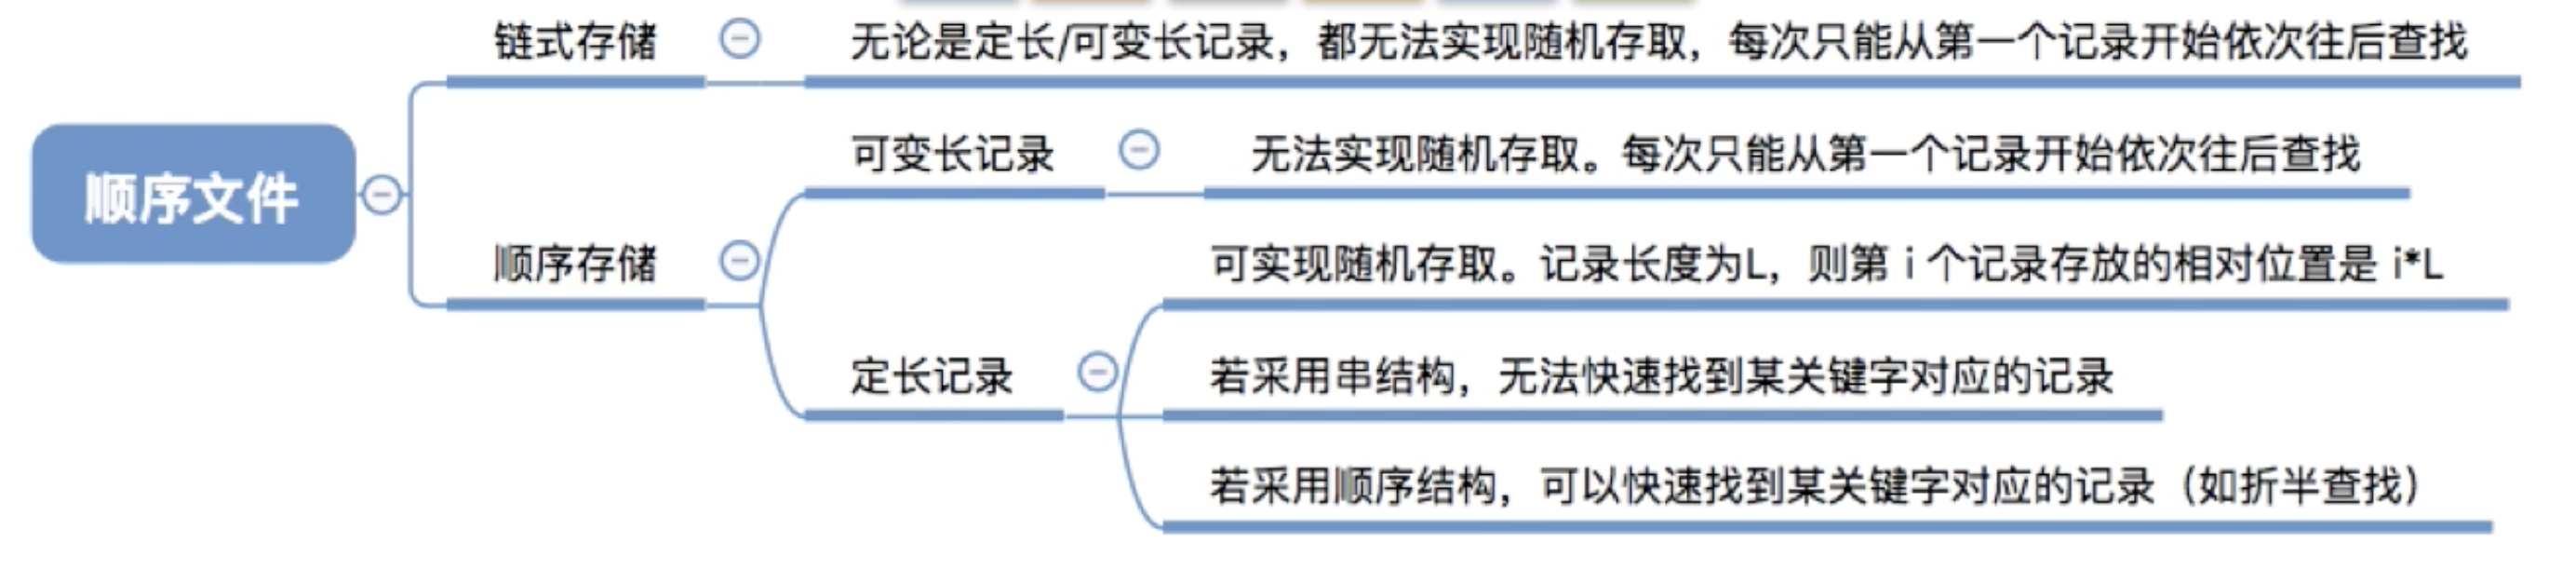 链式存储
无论是定长/可变长记录，都无法实现随机存取，每次只能从第一个记录开始依次往后查找
可变长记录
无法实现随机存取。每次只能从第一个记录开始依次往后查找
顺序文件
顺序存储
可实现随机存取。记录长度为L，则第 i 个记录存放的相对位置是 i*L
定长记录
若采用串结构，无法快速找到某关键字对应的记录
若采用顺序结构，可以快速找到某关键字对应的记录（如折半查找）